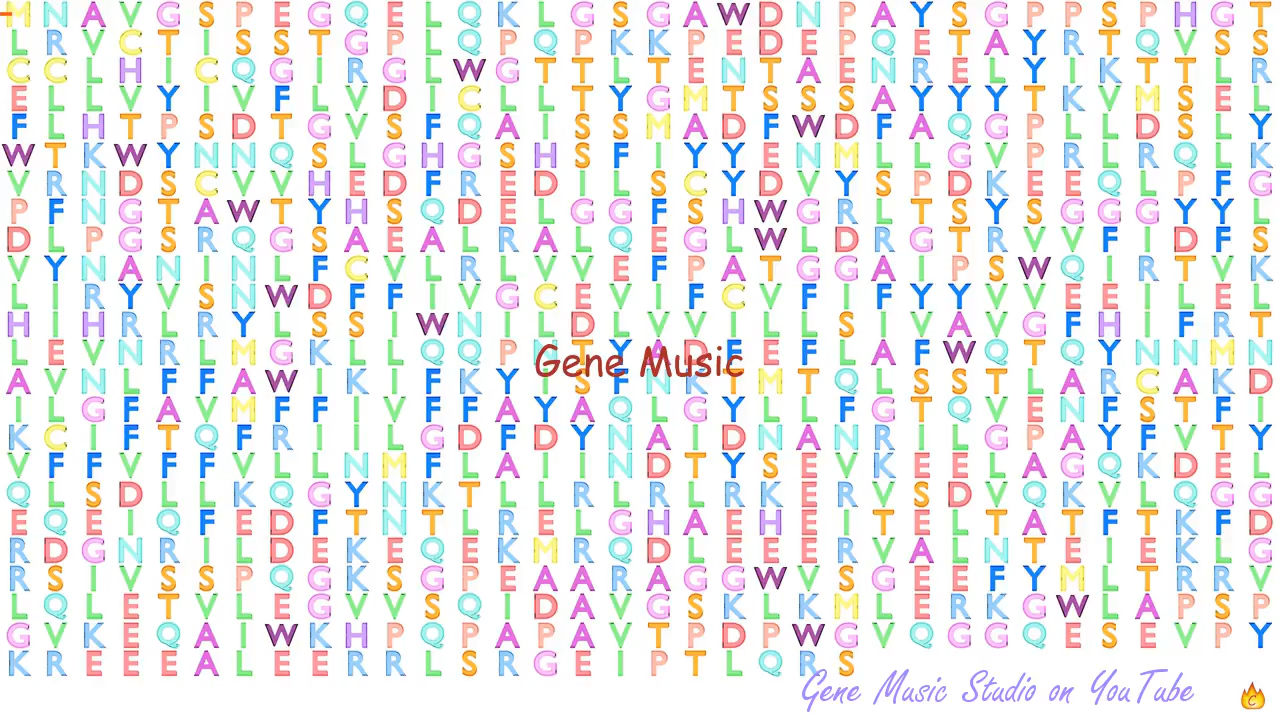 M N A V G S P E G Q E L Q K L G S G A W D N P A Y S G P P S P H G T
L R V C T I S S T G P L Q P Q P K K P E D E P Q E T A Y R T Q V S S
C C L H I C Q G I R G L W G T T L T E N T A E N R E L Y I K T T L E
E L L V Y I V F L V D I C L L T Y G M T S S S A Y Y Y T K V M S E L
F L H T P S D T G V S F Q A I S S M A D F W D F A Q G P L L D S L Y
W T K W Y N N Q S L G H G S H S F I Y Y E N M L L G V P R L R Q L K
V R N D S C V V H E D F R E D I L S C Y D V Y S P D K E E Q L P F G
P F N G T A W T Y H S Q D E L G G F S H W G R L T S Y S G G G Y Y L
D L P G S R Q G S A E A L R A L Q E G L W L D R G T R V V F I D F S
V Y N A N I N L F C V L R L V V E F P A T G G A I P S W Q I R T V K
L I R Y V S N W D F F I V G C E V I F C V F I F Y Y V V E E I L E L
H I H R L R Y L S S I W N I L D L V V I L L S I V A V G F H I F R T
L E V N R L M G K L L Q Q P N T Y A D F E F L A F W Q T Q Y N N M N
Gene Music
A V N L F F A W I K I F K Y I S F N K T M T Q L S S T L A R C A K D
I L G F A V M F F I V F F A Y A Q L G Y L L F G T Q V E N F S T F I
K C I F T Q F R I I L G D F D Y N A I D N A N R I L G P A Y F V T Y
V F F V F F V L L N M F L A I I N D T Y S E V K E E L A G Q K D E L
Q L S D L L K Q G Y N K T L L R L R L R K E R V S D V Q K V L Q G G
E Q E I Q F E D F T N T L R E L G H A E H E I T E L T A T F T K F D
R D G N R I L D E K E Q E K M R Q D L E E E R V A L N T E I E K L G
R S I V S S P Q G K S G P E A A R A G G W V S G E E F Y M L T R R V
L Q L E T V L E G V V S Q I D A V G S K L K M L E R K G W L A P S P
G V K E Q A I W K H P Q P A P A V T P D P W G V Q G G Q E S E V P Y
K R E E E A L E E R R L S R G E I P T L Q R S
Gene Music Studio on YouTube